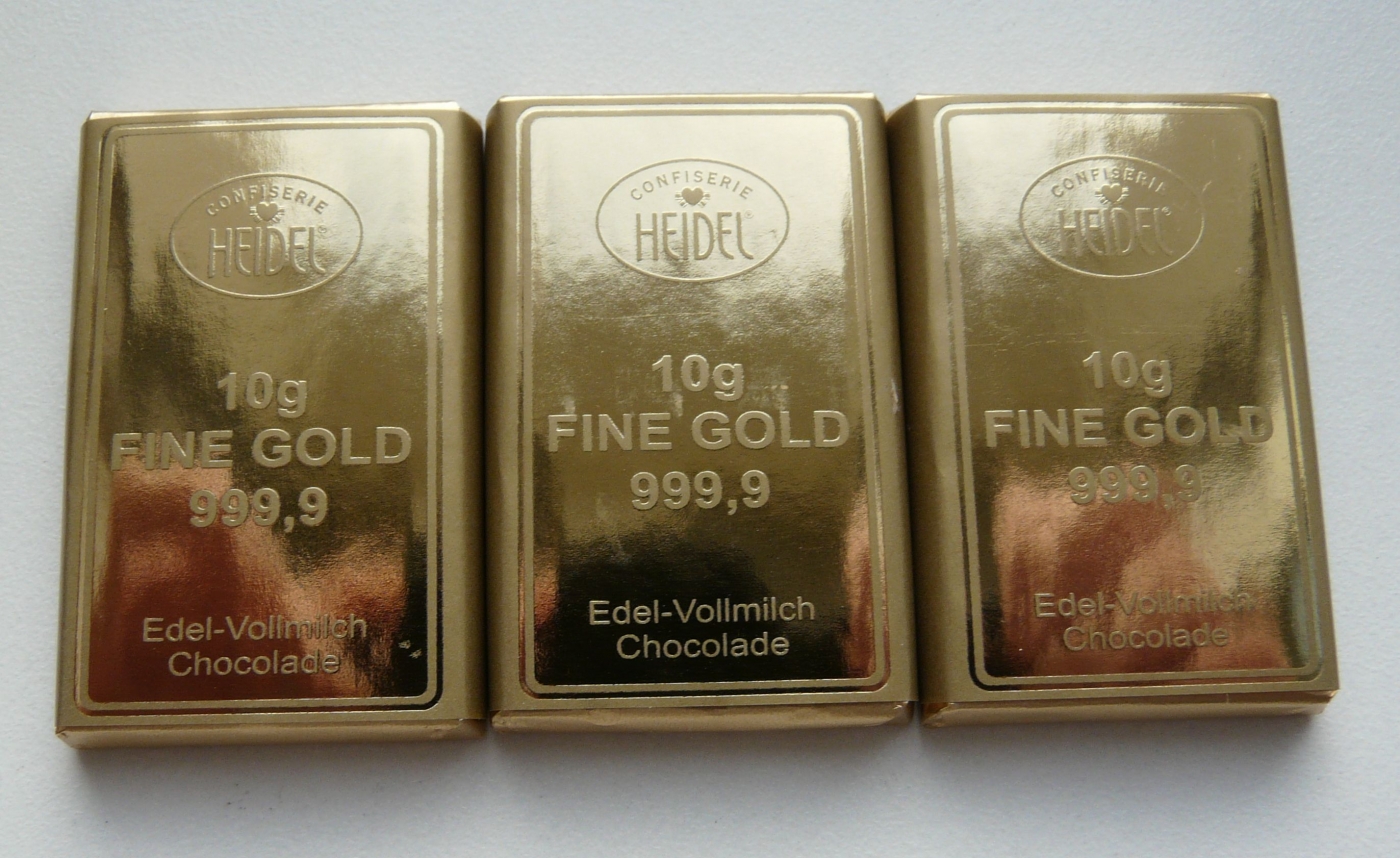 CONFISERIE
HEIDEL®
10g
FINE GOLD
999,9
Edel-Vollmilch
Chocolade
CONFISERIE
HEIDEL®
10g
FINE GOLD
999,9
Edel-Vollmilch
Chocolade
CONFISERIE
HEIDEL®
10g
FINE GOLD
999,9
Edel-Vollmilch
Chocolade